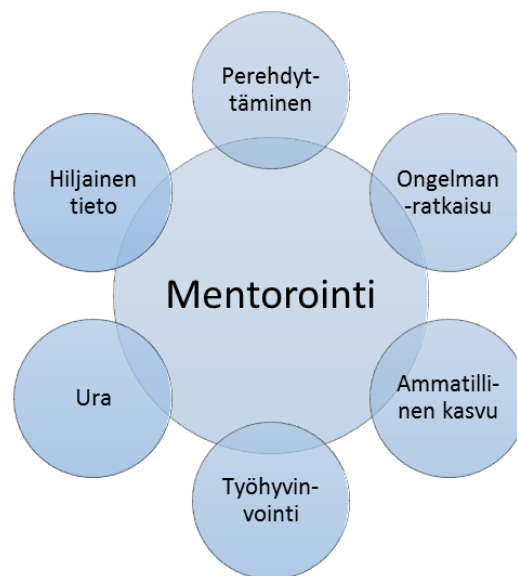 Perehdyt-
täminen
Ongelman
-ratkaisu
Ammatilli-
nen kasvu
Työhyvin-
vointi
Ura
Hiljainen
tieto
Mentorointi